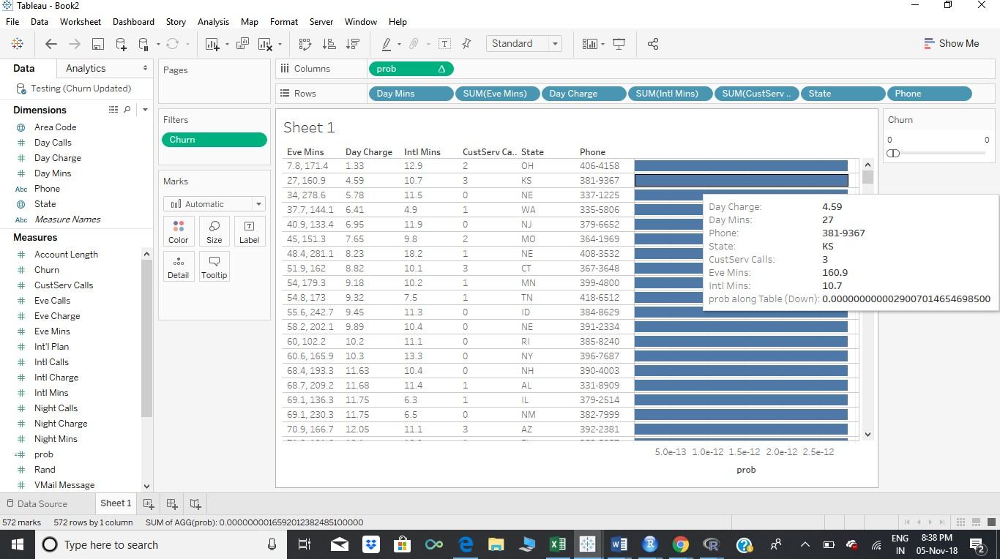 Tableau - Book2
File Data Worksheet Dashboard Story Analysis Map Format Server Window Help
Standard
Show Me
Data Analytics
Testing (Churn Updated)
Dimensions
Area Code
Day Calls
Day Charge
Day Mins
Abc Phone
State
Abc Measure Names
Measures
Account Length
Churn
CustServ Calls
Eve Calls
Eve Charge
Eve Mins
Int'l Plan
Intl Calls
Intl Charge
Intl Mins
Night Calls
Night Charge
Night Mins
prob
Rand
VMail Message
Pages
Filters
Churn
Marks
Automatic
Color Size Label
Detail Tooltip
Columns prob
Rows Day Mins SUM(Eve Mins) Day Charge SUM(Intl Mins) SUM(CustServ .. State Phone
Sheet 1
Eve Mins Day Charge Intl Mins CustServ Ca.. State Phone
7.8, 171.4 1.33 12.9 2 OH 406-4158
27, 160.9 4.59 10.7 3 KS 381-9367
34, 278.6 5.78 11.5 0 NE 337-1225
37.7, 144.1 6.41 4.9 1 WA 335-5806
40.9, 133.4 6.95 11.9 0 NJ 379-6652
45, 151.3 7.65 9.8 2 MO 364-1969
48.4, 281.1 8.23 18.2 1 NE 408-3532
51.9, 162 8.82 10.1 3 CT 367-3648
54, 179.3 9.18 10.2 1 MN 399-4800
54.8, 173 9.32 7.5 1 TN 418-6512
55.6, 242.7 9.45 11.3 0 ID 384-8629
58.2, 202.1 9.89 10.4 0 NE 391-2334
60, 102.2 10.2 11.1 0 RI 385-8240
60.6, 165.9 10.3 13.3 0 NY 396-7687
68.4, 193.3 11.63 10.4 0 NH 390-4003
68.7, 209.2 11.68 11.4 1 AL 331-8909
69.1, 136.3 11.75 6.3 1 IL 379-2514
69.1, 230.3 11.75 6.5 0 NM 382-7999
70.9, 166.7 12.05 11.1 3 AZ 392-2381
5.0e-13 1.0e-12 1.5e-12 2.0e-12 2.5e-12
prob
Day Charge: 4.59
Day Mins: 27
Phone: 381-9367
State: KS
CustServ Calls: 3
Eve Mins: 160.9
Intl Mins: 10.7
prob along Table (Down): 0.0000000000029007014654698500
Churn
0 0
Data Source Sheet 1
572 marks 572 rows by 1 column SUM of AGG(prob): 0.0000000016592012382485100000
Type here to search
ENG
IN
8:38 PM
05-Nov-18
2